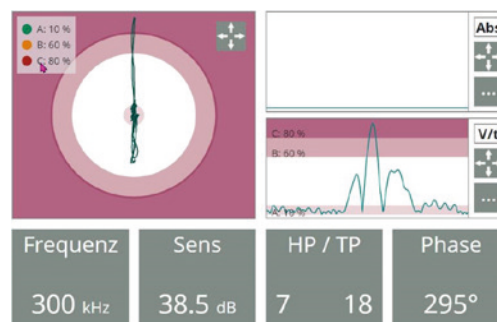 A: 10 %
B: 60 %
C: 80 %
Abs
...
C: 80 %
B: 60 %
A: 10 %
V/t
...
Frequenz
300 kHz
Sens
38.5 dB
HP / TP
7 18
Phase
295°